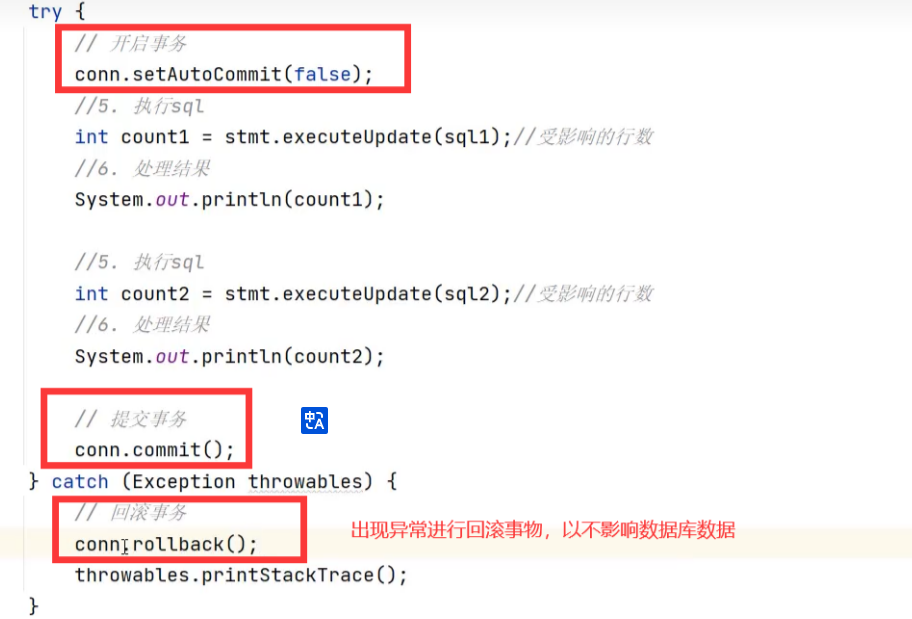 try {
// 开启事务
conn.setAutoCommit(false);
//5. 执行sql
int count1 = stmt.executeUpdate(sql1);//受影响的行数
//6. 处理结果
System.out.println(count1);
//5. 执行sql
int count2 = stmt.executeUpdate(sql2);//受影响的行数
//6. 处理结果
System.out.println(count2);
// 提交事务
中A
conn.commit();
} catch (Exception throwables) {
// 回滚事务
出现异常进行回滚事物，以不影响数据库数据
conn.rollback();
throwables.printStackTrace();
}